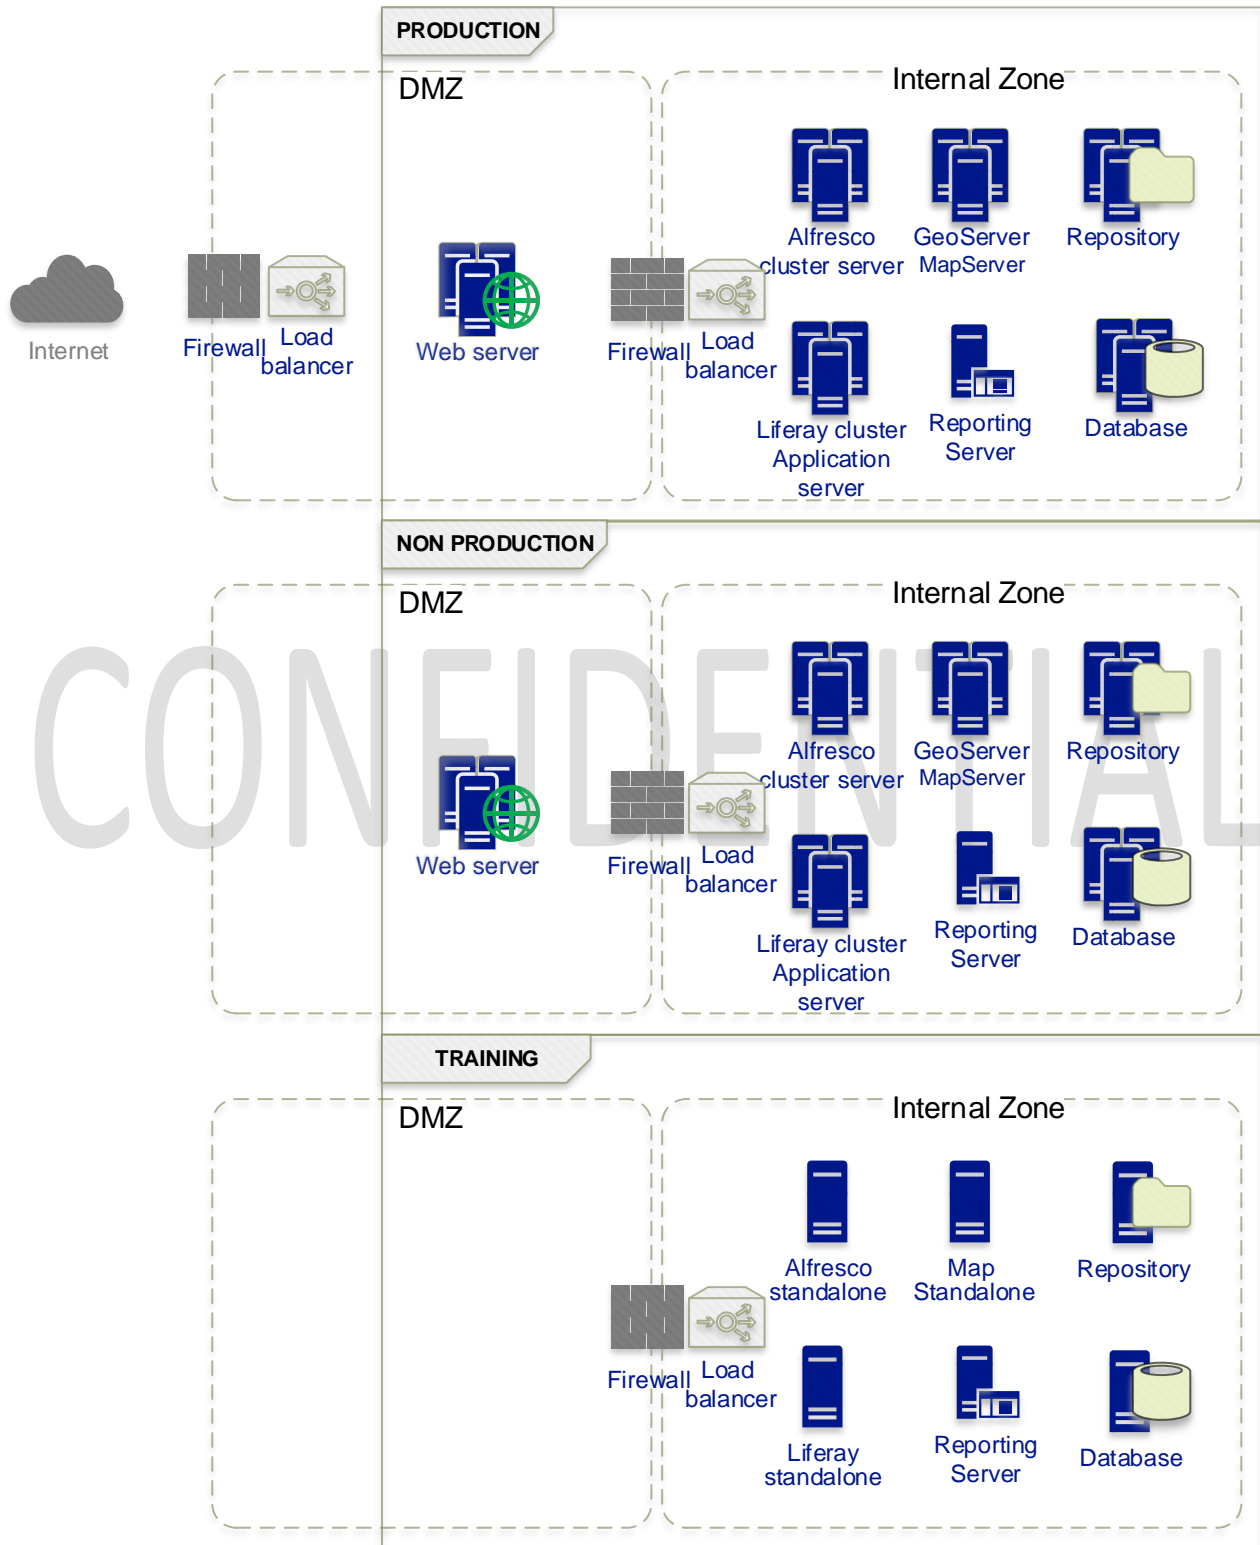 PRODUCTION
DMZ
Internal Zone
Alfresco
cluster server
GeoServer
MapServer
Repository
Internet
Firewall
Load
balancer
Web server
Firewall
Load
balancer
Liferay cluster
Application
server
Reporting
Server
Database
NON PRODUCTION
DMZ
Internal Zone
CONFIDENTIAL
Alfresco
cluster server
GeoServer
MapServer
Repository
Web server
Firewall
Load
balancer
Liferay cluster
Application
server
Reporting
Server
Database
TRAINING
DMZ
Internal Zone
Alfresco
standalone
Map
Standalone
Repository
Firewall
Load
balancer
Liferay
standalone
Reporting
Server
Database